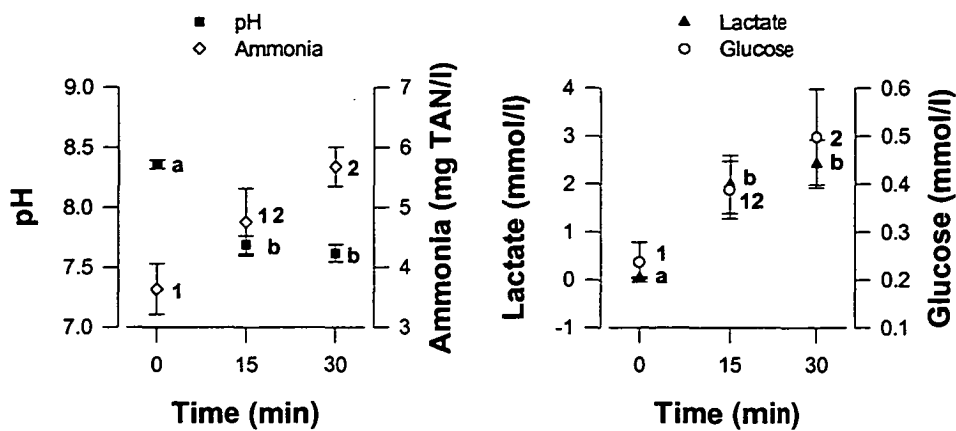 pH
Ammonia
9.0
8.5
8.0
7.5
7.0
pH
7
6
5
4
3
Ammonia (mg TAN/l)
a
1
12
b
2
b
0 15 30
Time (min)
Lactate
Glucose
4
3
2
1
0
-1
Lactate (mmol/l)
0.6
0.5
0.4
0.3
0.2
0.1
Glucose (mmol/l)
1
a
b
12
2
b
0 15 30
Time (min)